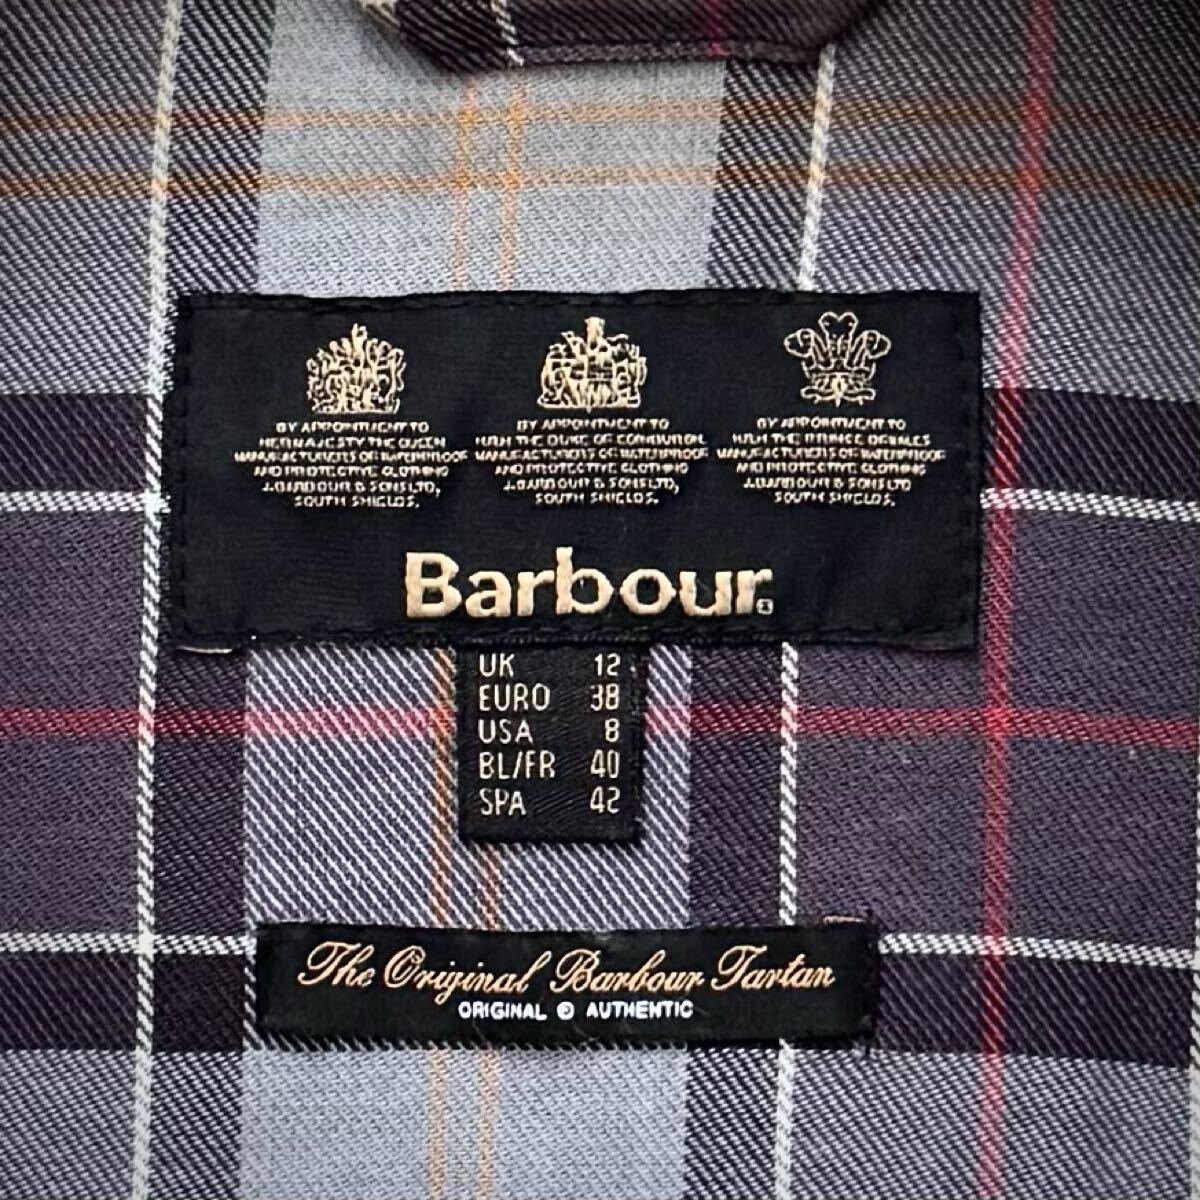 BY APPOINTMENT TO
HER MAJESTY THE QUEEN
MANUFACTURERS OF WATERPROOF
AND PROTECTIVE CLOTHING
J.BARBOUR & SONS LTD,
SOUTH SHIELDS.
BY APPOINTMENT TO
H.R.H THE DUKE OF EDINBURGH,
MANUFACTURERS OF WATERPROOF
AND PROTECTIVE CLOTHING
J.BARBOUR & SONS LTD,
SOUTH SHIELDS.
BY APPOINTMENT TO
H.R.H THE PRINCE OF WALES
MANUFACTURERS OF WATERPROOF
AND PROTECTIVE CLOTHING
J.BARBOUR & SONS LTD
SOUTH SHIELDS.
Barbour®
UK 12
EURO 38
USA 8
BL/FR 40
SPA 42
The Original Barbour Tartan
ORIGINAL & AUTHENTIC